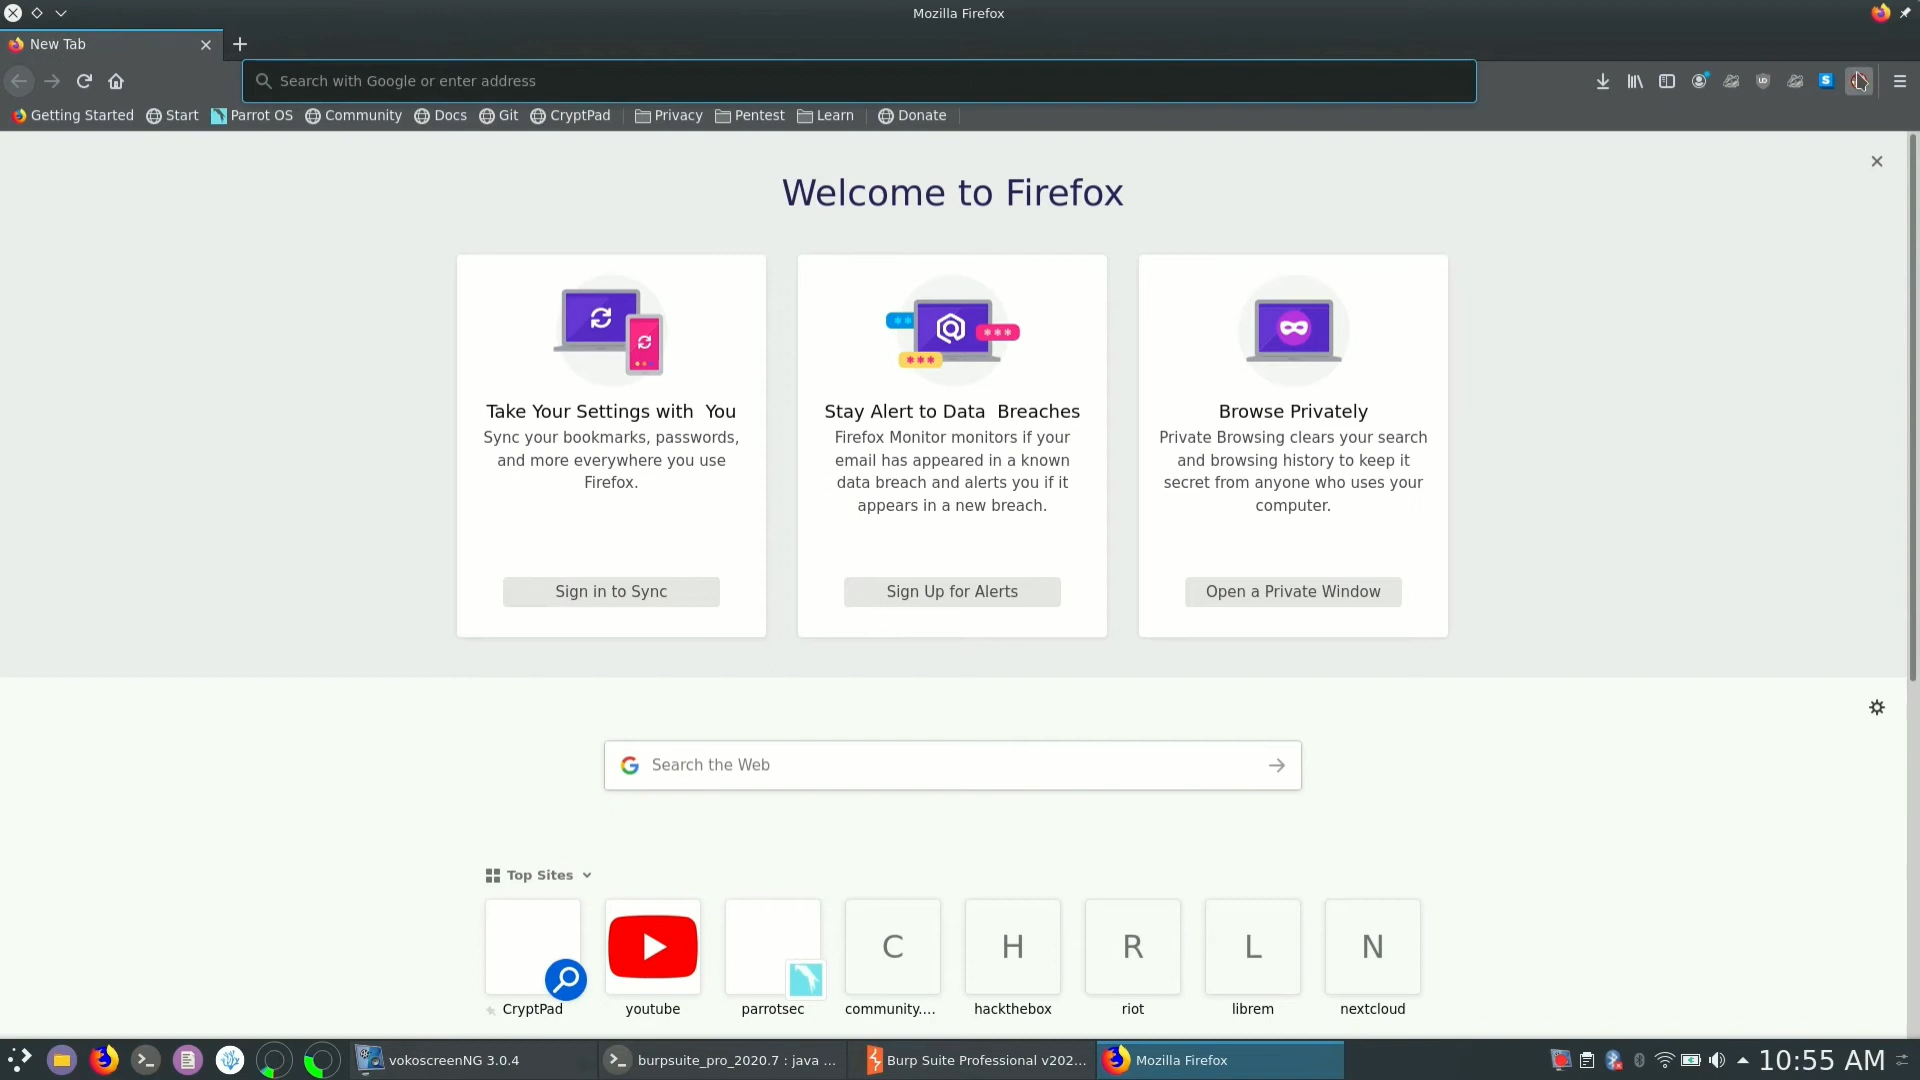 Mozilla Firefox
New Tab
Search with Google or enter address
S
Getting Started Start Parrot OS Community Docs Git CryptPad Privacy Pentest Learn Donate
Welcome to Firefox
Take Your Settings with You
Sync your bookmarks, passwords,
and more everywhere you use
Firefox.
Sign in to Sync
Stay Alert to Data Breaches
Firefox Monitor monitors if your
email has appeared in a known
data breach and alerts you if it
appears in a new breach.
Sign Up for Alerts
Browse Privately
Private Browsing clears your search
and browsing history to keep it
secret from anyone who uses your
computer.
Open a Private Window
Search the Web
Top Sites
C H R L N
CryptPad youtube parrotsec community.... hackthebox riot librem nextcloud
vokoscreenNG 3.0.4 burpsuite_pro_2020.7 : java ... Burp Suite Professional v202... Mozilla Firefox 10:55 AM